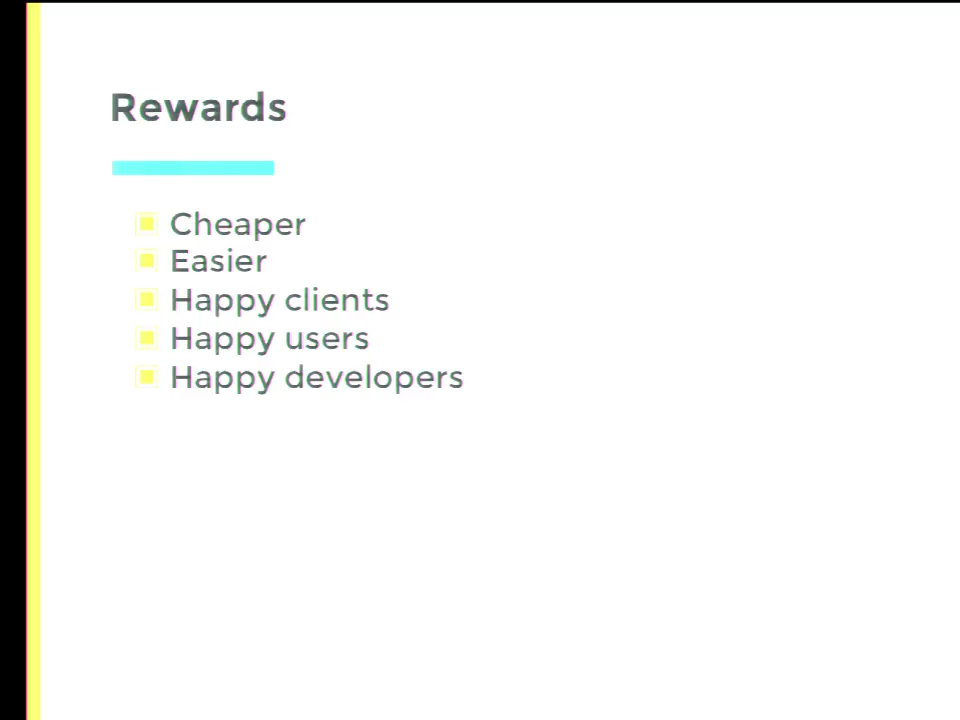 Rewards
Cheaper
Easier
Happy clients
Happy users
Happy developers